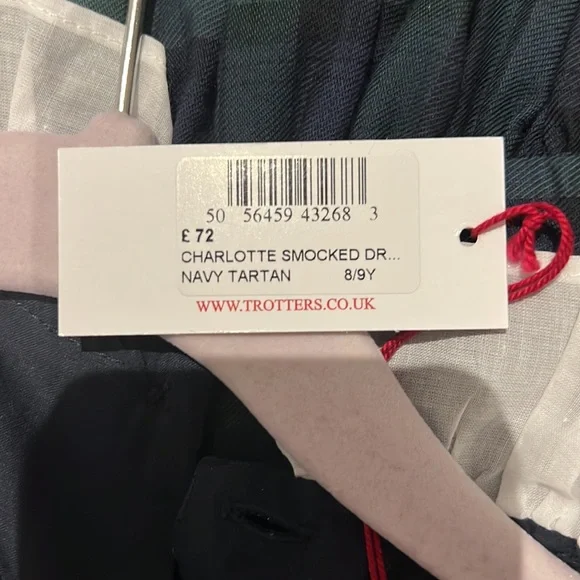 50 56459 43268 3
£ 72
CHARLOTTE SMOCKED DR...
NAVY TARTAN 8/9Y
WWW.TROTTERS.CO.UK